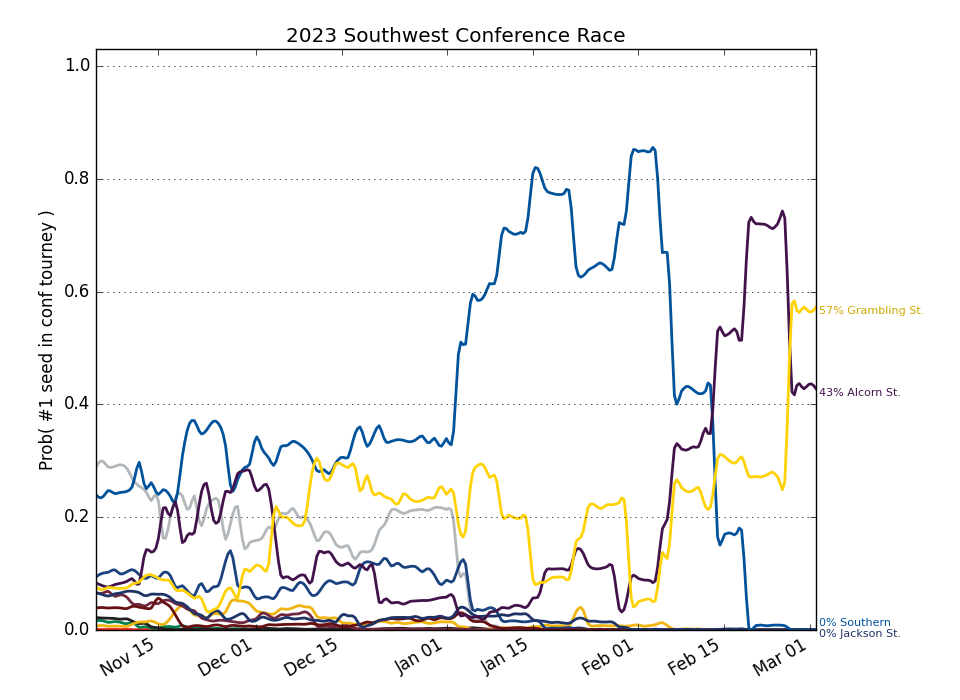 2023 Southwest Conference Race
Prob( #1 seed in conf tourney )
1.0
0.8
0.6
0.4
0.2
0.0
Nov 15
Dec 01
Dec 15
Jan 01
Jan 15
Feb 01
Feb 15
Mar 01
57% Grambling St.
43% Alcorn St.
0% Southern
0% Jackson St.